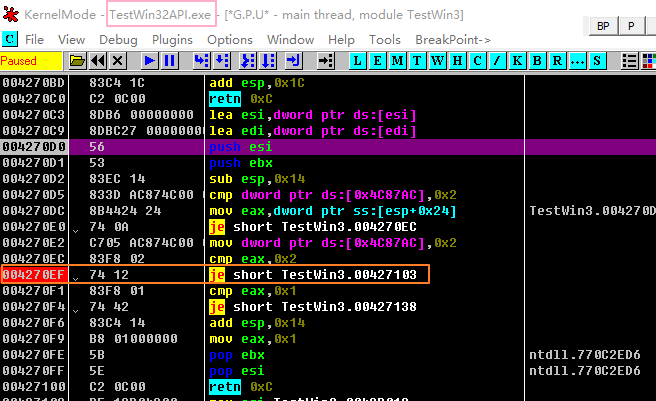 KernelMode - TestWin32API.exe - [*G.P.U* - main thread, module TestWin3]
BP P
C File View Debug Plugins Options Window Help Tools BreakPoint->
Paused L E M T W H C / K B R... S
004270BD 83C4 1C add esp,0x1C
004270C0 C2 0C00 retn 0xC
004270C3 8DB6 00000000 lea esi,dword ptr ds:[esi]
004270C9 8DBC27 00000000 lea edi,dword ptr ds:[edi]
004270D0 56 push esi
004270D1 53 push ebx
004270D2 83EC 14 sub esp,0x14
004270D5 833D AC874C00 cmp dword ptr ds:[0x4C87AC],0x2
004270DC 8B4424 24 mov eax,dword ptr ss:[esp+0x24] TestWin3.004270D
004270E0 74 0A je short TestWin3.004270EC
004270E2 C705 AC874C00 mov dword ptr ds:[0x4C87AC],0x2
004270EC 83F8 02 cmp eax,0x2
004270EF 74 12 je short TestWin3.00427103
004270F1 83F8 01 cmp eax,0x1
004270F4 74 42 je short TestWin3.00427138
004270F6 83C4 14 add esp,0x14
004270F9 B8 01000000 mov eax,0x1
004270FE 5B pop ebx ntdll.770C2ED6
004270FF 5E pop esi ntdll.770C2ED6
00427100 C2 0C00 retn 0xC